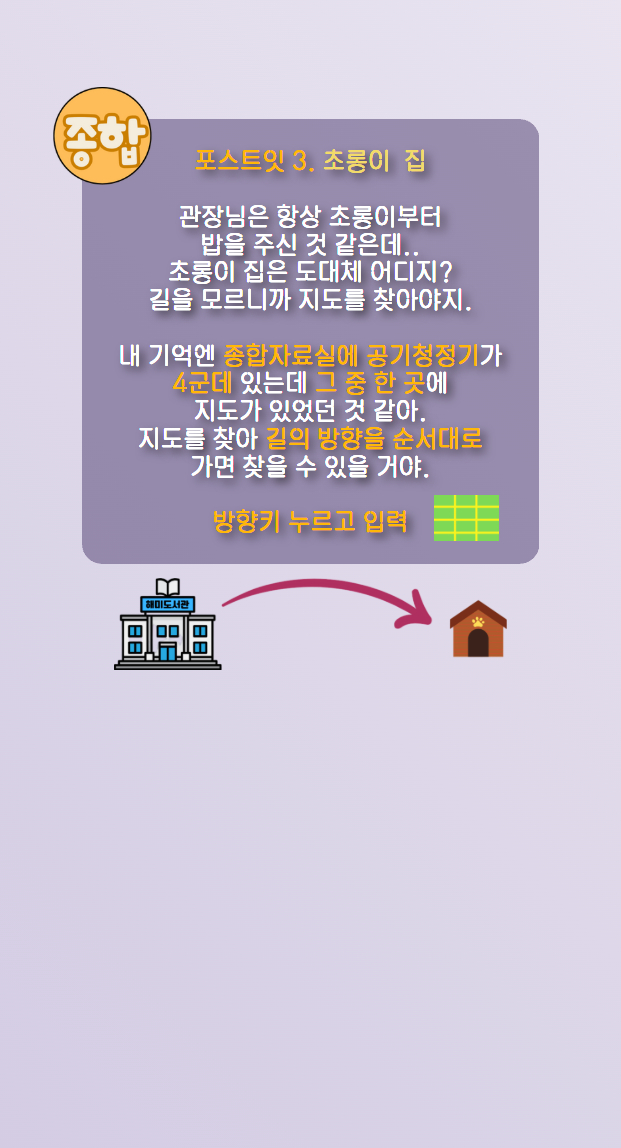 종합
포스트잇 3. 초롱이 집
관장님은 항상 초롱이부터
밥을 주신 것 같은데..
초롱이 집은 도대체 어디지?
길을 모르니까 지도를 찾아야지.
내 기억엔 종합자료실에 공기청정기가
4군데 있는데 그 중 한 곳에
지도가 있었던 것 같아.
지도를 찾아 길의 방향을 순서대로
가면 찾을 수 있을 거야.
방향키 누르고 입력
해미도서관